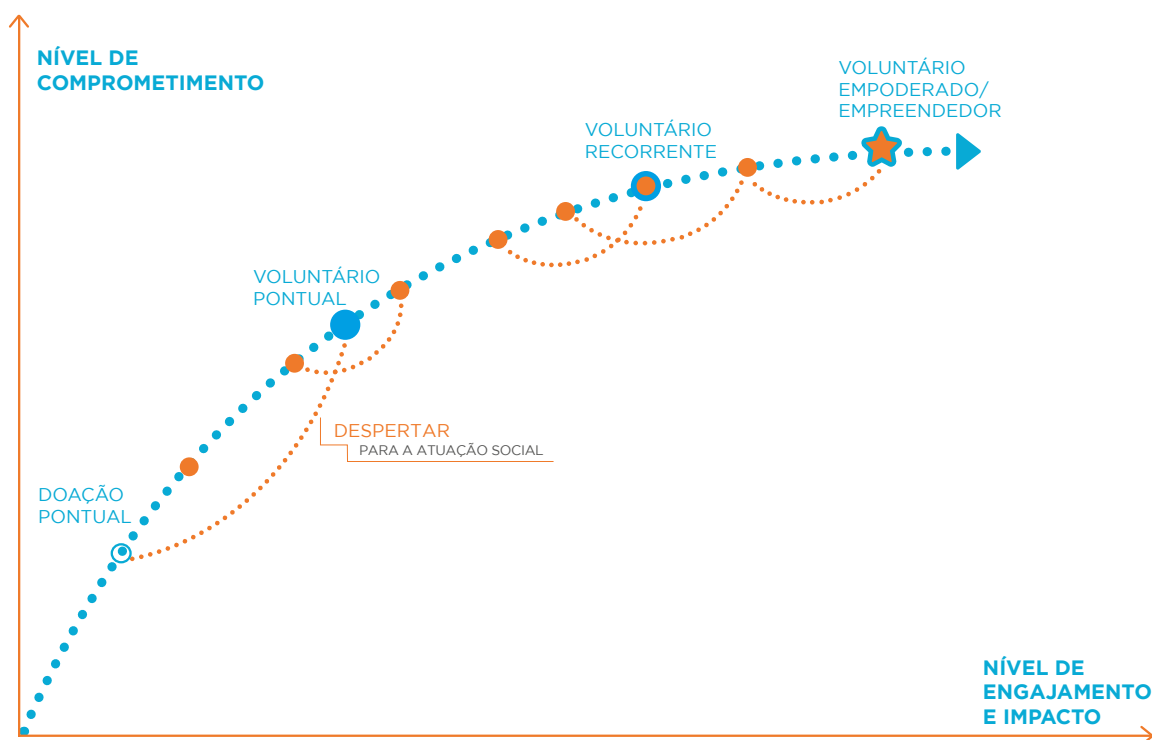 NÍVEL DE
COMPROMETIMENTO
VOLUNTÁRIO
EMPODERADO/
EMPREENDEDOR
VOLUNTÁRIO
RECORRENTE
VOLUNTÁRIO
PONTUAL
DESPERTAR
PARA A ATUAÇÃO SOCIAL
DOAÇÃO
PONTUAL
NÍVEL DE
ENGAJAMENTO
E IMPACTO